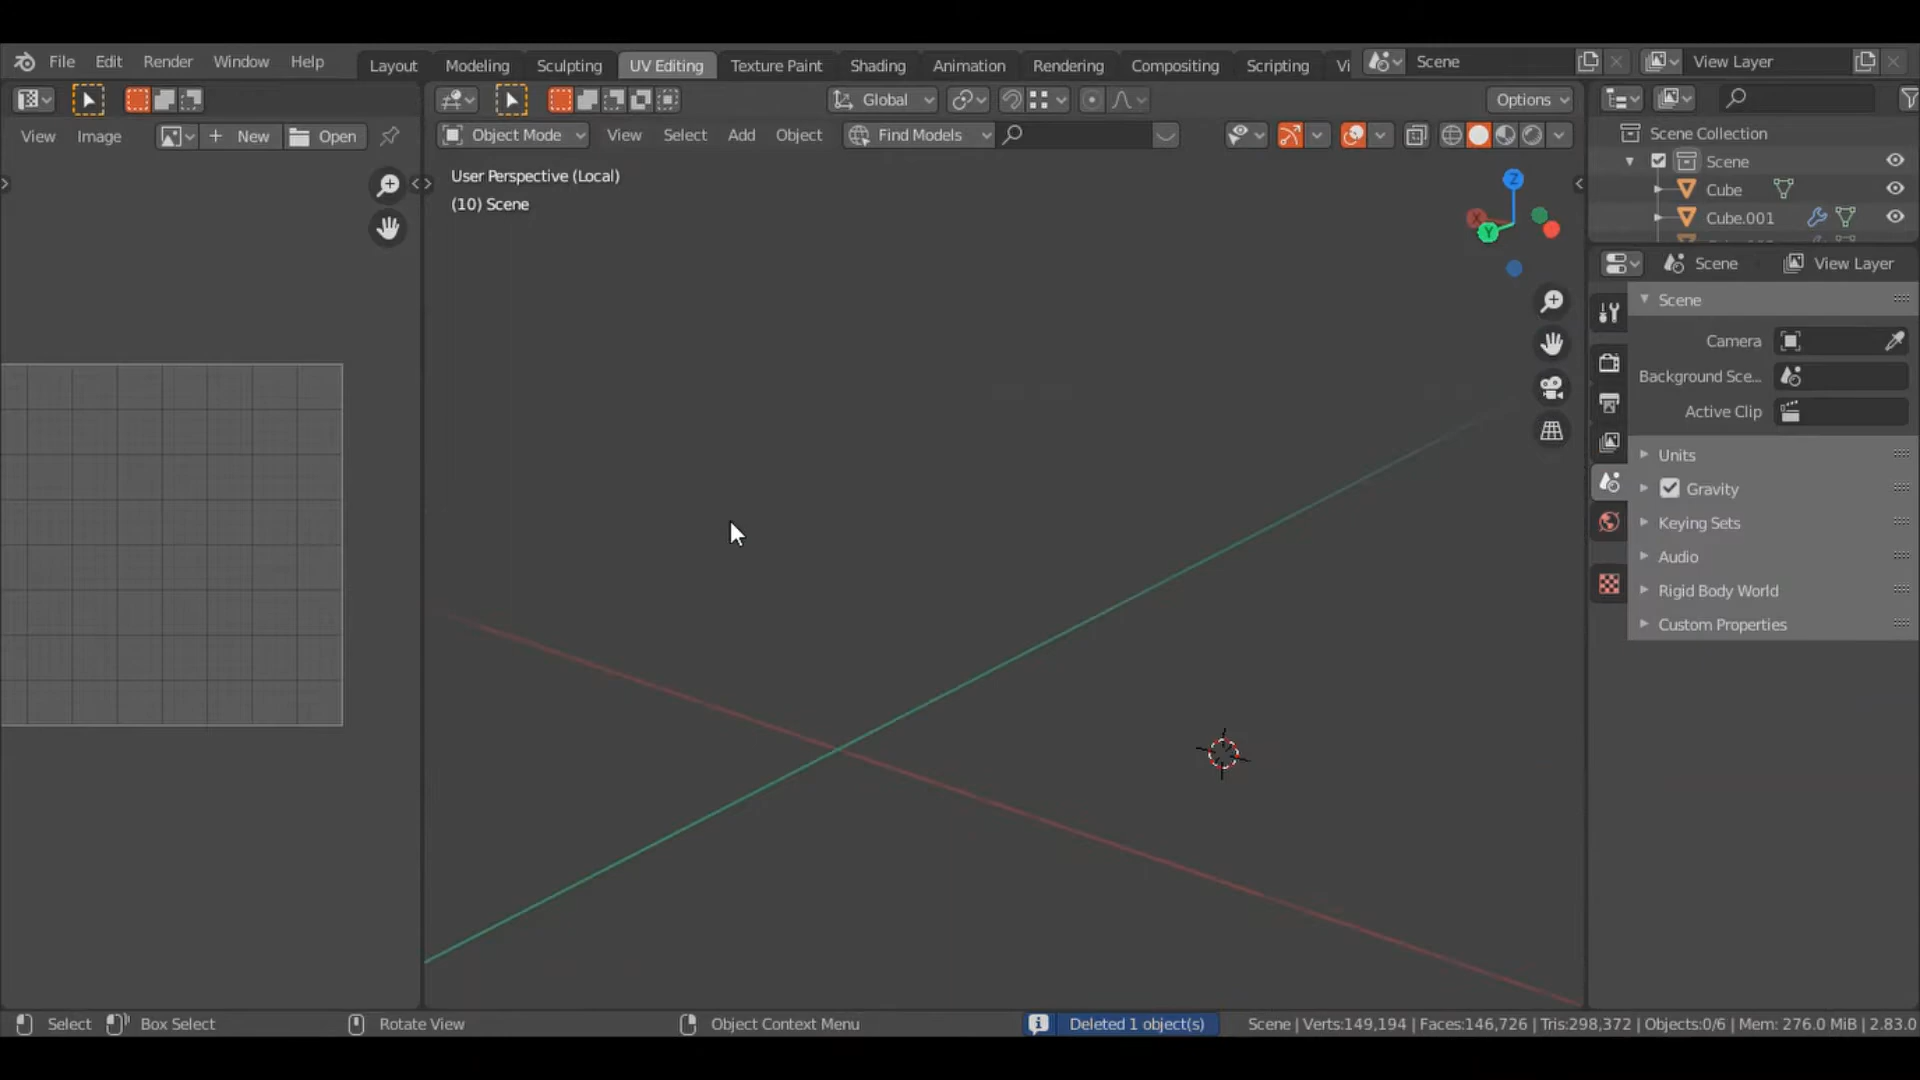 File Edit Render Window Help Layout Modeling Sculpting UV Editing Texture Paint Shading Animation Rendering Compositing Scripting Vi Scene View Layer
Global Options
View Image New Open Object Mode View Select Add Object Find Models
Scene Collection
Scene
Cube
Cube.001
User Perspective (Local)
(10) Scene
Z
X
Y
Scene View Layer
Scene
Camera
Background Sce...
Active Clip
Units
Gravity
Keying Sets
Audio
Rigid Body World
Custom Properties
Select Box Select Rotate View Object Context Menu Deleted 1 object(s) Scene | Verts:149,194 | Faces:146,726 | Tris:298,372 | Objects:0/6 | Mem: 276.0 MiB | 2.83.0